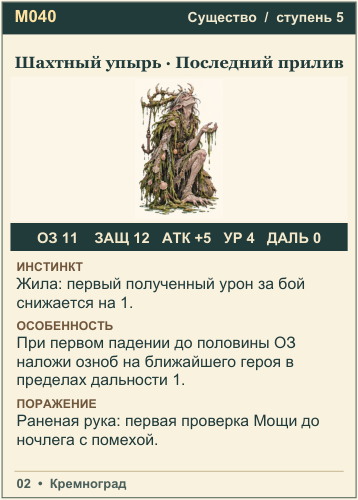 M040
Существо / ступень 5
Шахтный упырь · Последний прилив
ОЗ 11 ЗАЩ 12 АТК +5 УР 4 ДАЛЬ 0
ИНСТИНКТ
Жила: первый полученный урон за бой
снижается на 1.
ОСОБЕННОСТЬ
При первом падении до половины ОЗ
наложи озноб на ближайшего героя в
пределах дальности 1.
ПОРАЖЕНИЕ
Раненая рука: первая проверка Мощи до
ночлега с помехой.
02 • Кремноград